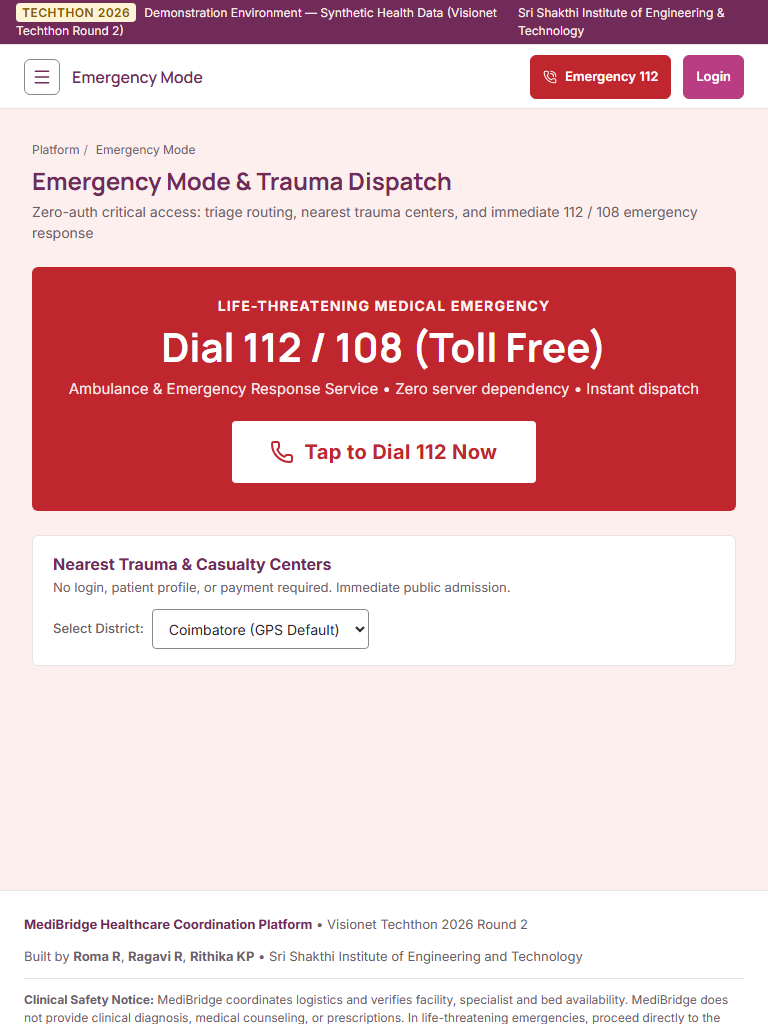 TECHTHON 2026 Demonstration Environment — Synthetic Health Data (Visionet Techthon Round 2)
Sri Shakthi Institute of Engineering & Technology
Emergency Mode
Emergency 112
Login
Platform / Emergency Mode
Emergency Mode & Trauma Dispatch
Zero-auth critical access: triage routing, nearest trauma centers, and immediate 112 / 108 emergency
response
LIFE-THREATENING MEDICAL EMERGENCY
Dial 112 / 108 (Toll Free)
Ambulance & Emergency Response Service • Zero server dependency • Instant dispatch
Tap to Dial 112 Now
Nearest Trauma & Casualty Centers
No login, patient profile, or payment required. Immediate public admission.
Select District: Coimbatore (GPS Default)
MediBridge Healthcare Coordination Platform • Visionet Techthon 2026 Round 2
Built by Roma R, Ragavi R, Rithika KP • Sri Shakthi Institute of Engineering and Technology
Clinical Safety Notice: MediBridge coordinates logistics and verifies facility, specialist and bed availability. MediBridge does
not provide clinical diagnosis, medical counseling, or prescriptions. In life-threatening emergencies, proceed directly to the